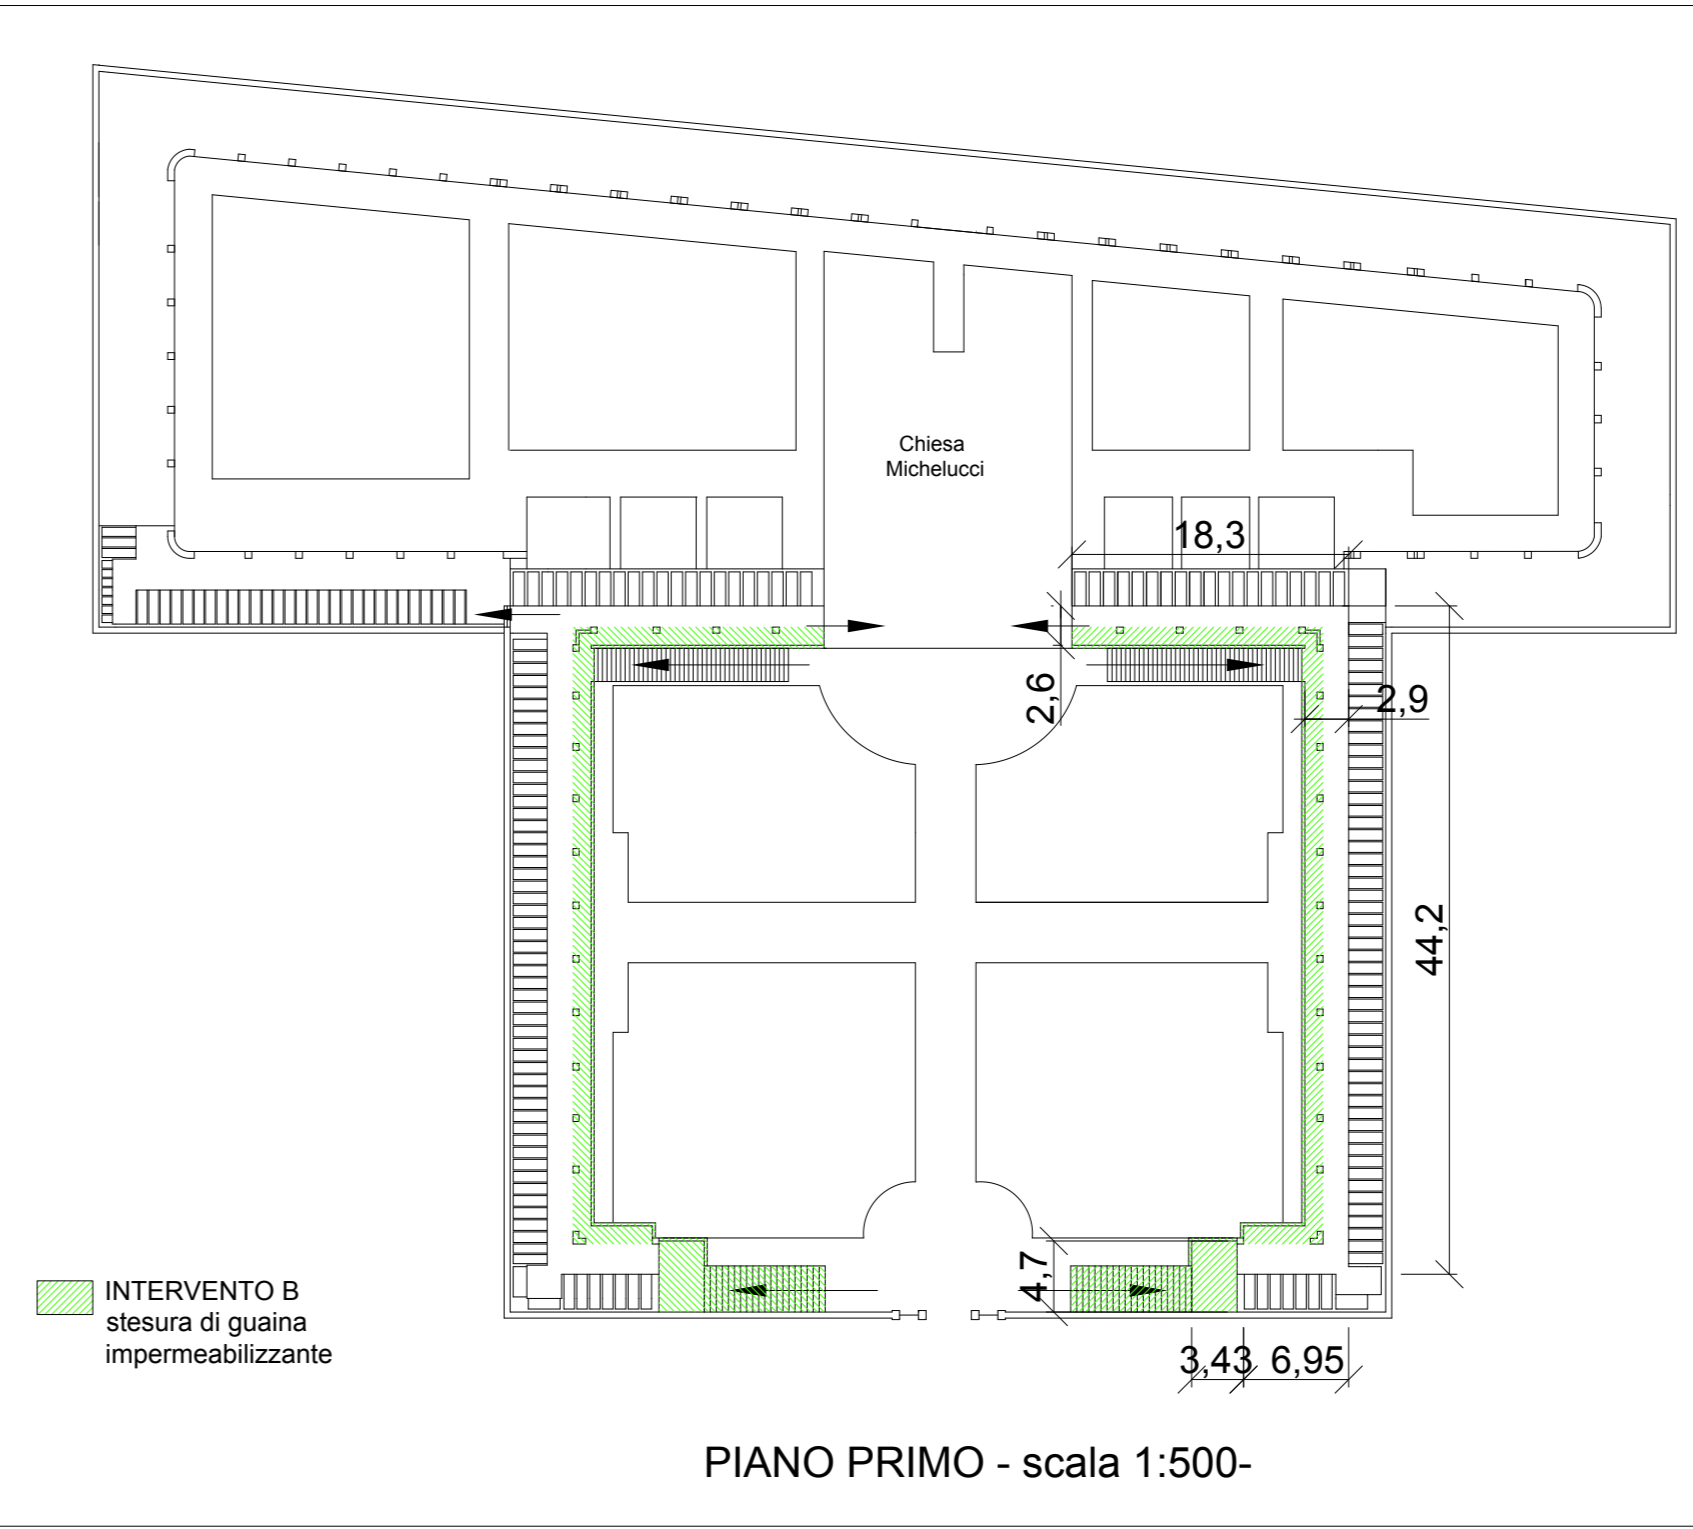 Chiesa
Michelucci
18,3
2,6
2,9
44,2
4,7
3,43
6,95
INTERVENTO B
stesura di guaina
impermeabilizzante
PIANO PRIMO - scala 1:500-